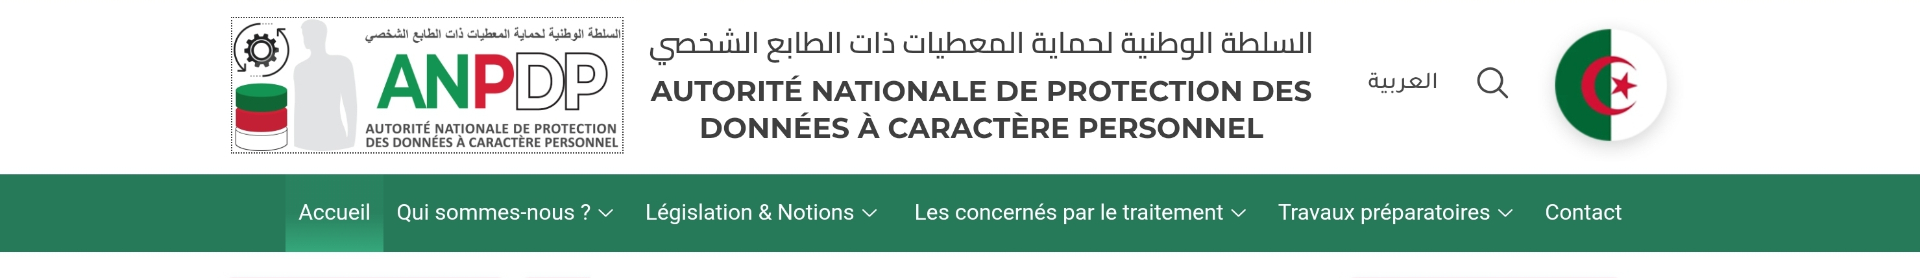 السلطة الوطنية لحماية المعطيات ذات الطابع الشخصي
ANPDP
AUTORITÉ NATIONALE DE PROTECTION
DES DONNÉES À CARACTÈRE PERSONNEL
السلطة الوطنية لحماية المعطيات ذات الطابع الشخصي
AUTORITÉ NATIONALE DE PROTECTION DES
DONNÉES À CARACTÈRE PERSONNEL
العربية
Accueil Qui sommes-nous ? Législation & Notions Les concernés par le traitement Travaux préparatoires Contact